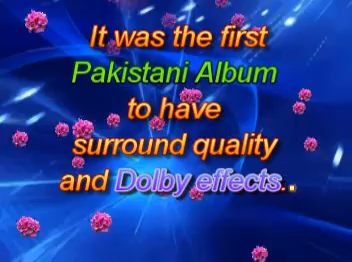 It was the first
Pakistani Album
to have
surround quality
and Dolby effects..